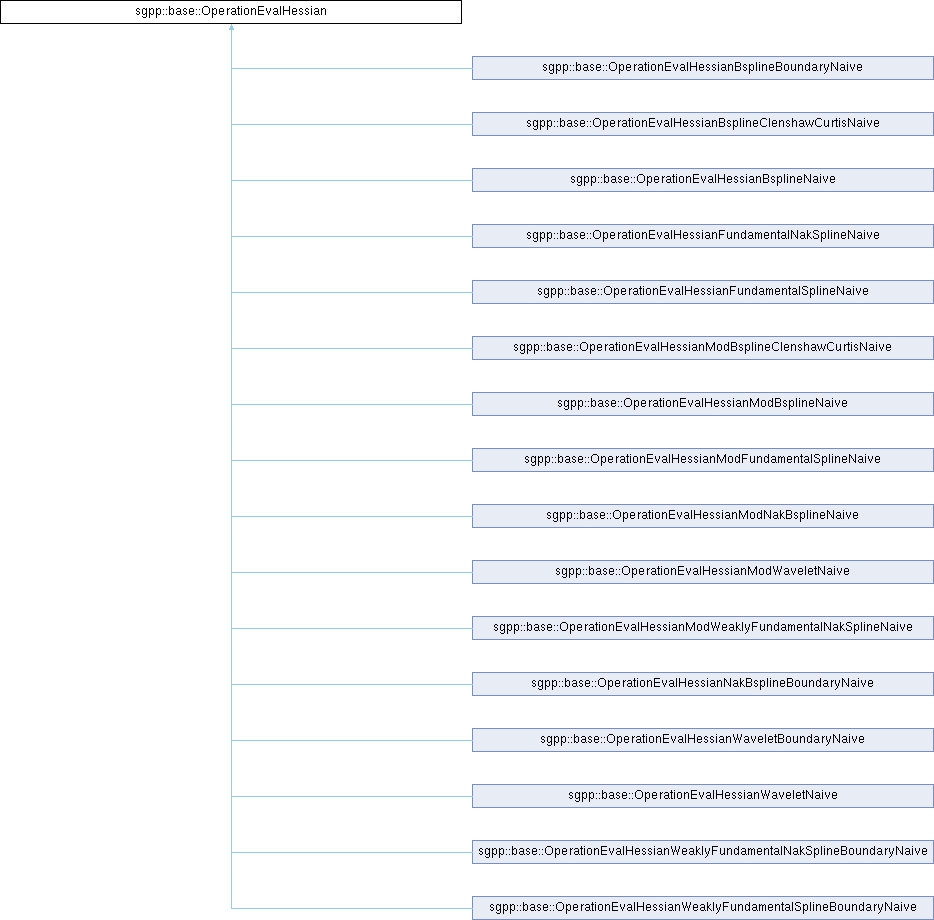 sgpp::base::OperationEvalHessian
sgpp::base::OperationEvalHessianBsplineBoundaryNaive
sgpp::base::OperationEvalHessianBsplineClenshawCurtisNaive
sgpp::base::OperationEvalHessianBsplineNaive
sgpp::base::OperationEvalHessianFundamentalNakSplineNaive
sgpp::base::OperationEvalHessianFundamentalSplineNaive
sgpp::base::OperationEvalHessianModBsplineClenshawCurtisNaive
sgpp::base::OperationEvalHessianModBsplineNaive
sgpp::base::OperationEvalHessianModFundamentalSplineNaive
sgpp::base::OperationEvalHessianModNakBsplineNaive
sgpp::base::OperationEvalHessianModWaveletNaive
sgpp::base::OperationEvalHessianModWeaklyFundamentalNakSplineNaive
sgpp::base::OperationEvalHessianNakBsplineBoundaryNaive
sgpp::base::OperationEvalHessianWaveletBoundaryNaive
sgpp::base::OperationEvalHessianWaveletNaive
sgpp::base::OperationEvalHessianWeaklyFundamentalNakSplineBoundaryNaive
sgpp::base::OperationEvalHessianWeaklyFundamentalSplineBoundaryNaive